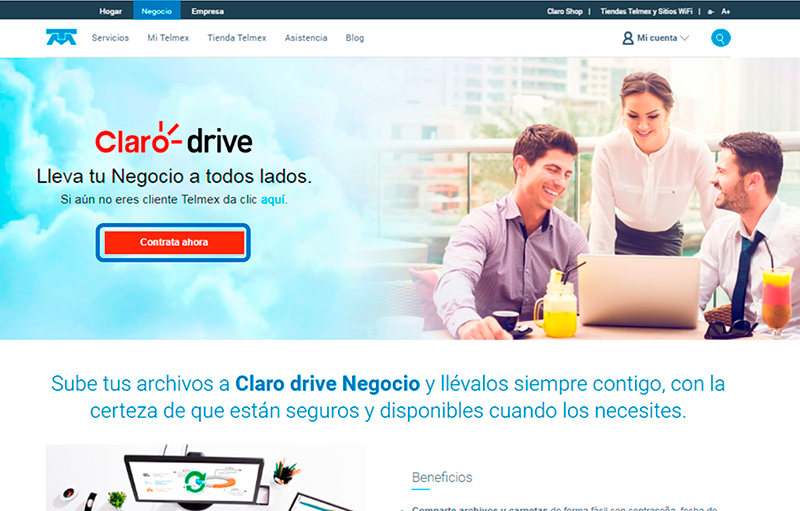 Hogar Negocio Empresa Claro Shop | Tiendas Telmex y Sitios WiFi | a- A+
Servicios Mi Telmex Tienda Telmex Asistencia Blog Mi cuenta
Claro drive
Lleva tu Negocio a todos lados.
Si aún no eres cliente Telmex da clic aquí.
Contrata ahora
Sube tus archivos a Claro drive Negocio y llévalos siempre contigo, con la
certeza de que están seguros y disponibles cuando los necesites.
Beneficios
Comparte archivos y carpetas de forma fácil con contraseña, fecha de